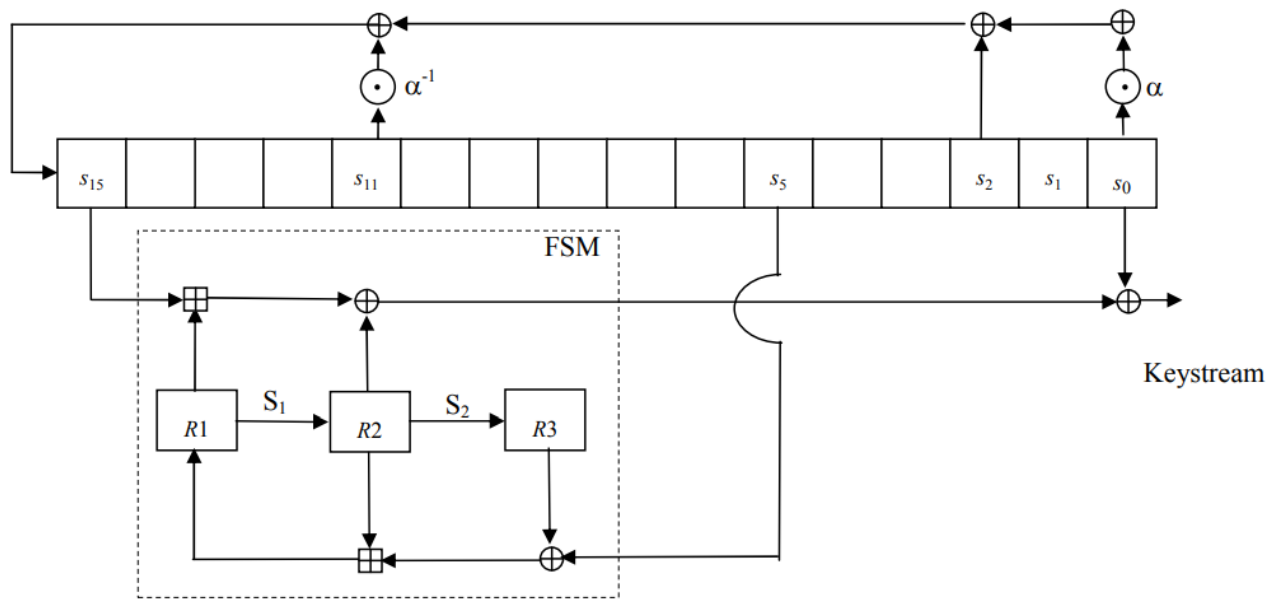 α⁻¹
α
s₁₅ s₁₁ s₅ s₂ s₁ s₀
FSM
Keystream
S₁ S₂
R1 R2 R3